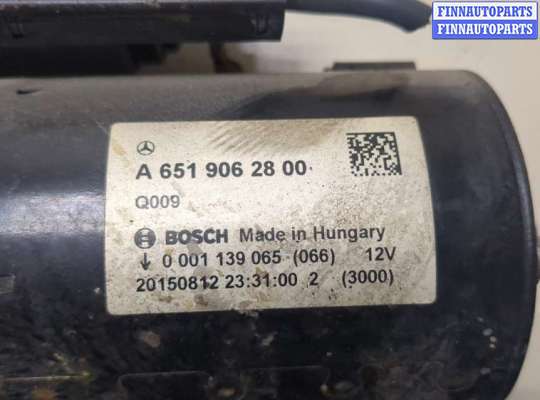 FINNAUTOPARTS
FINNAUTOPARTS
A 651 906 28 00
Q009
BOSCH Made in Hungary
0 001 139 065 (066) 12V
20150812 23:31:00 2 (3000)